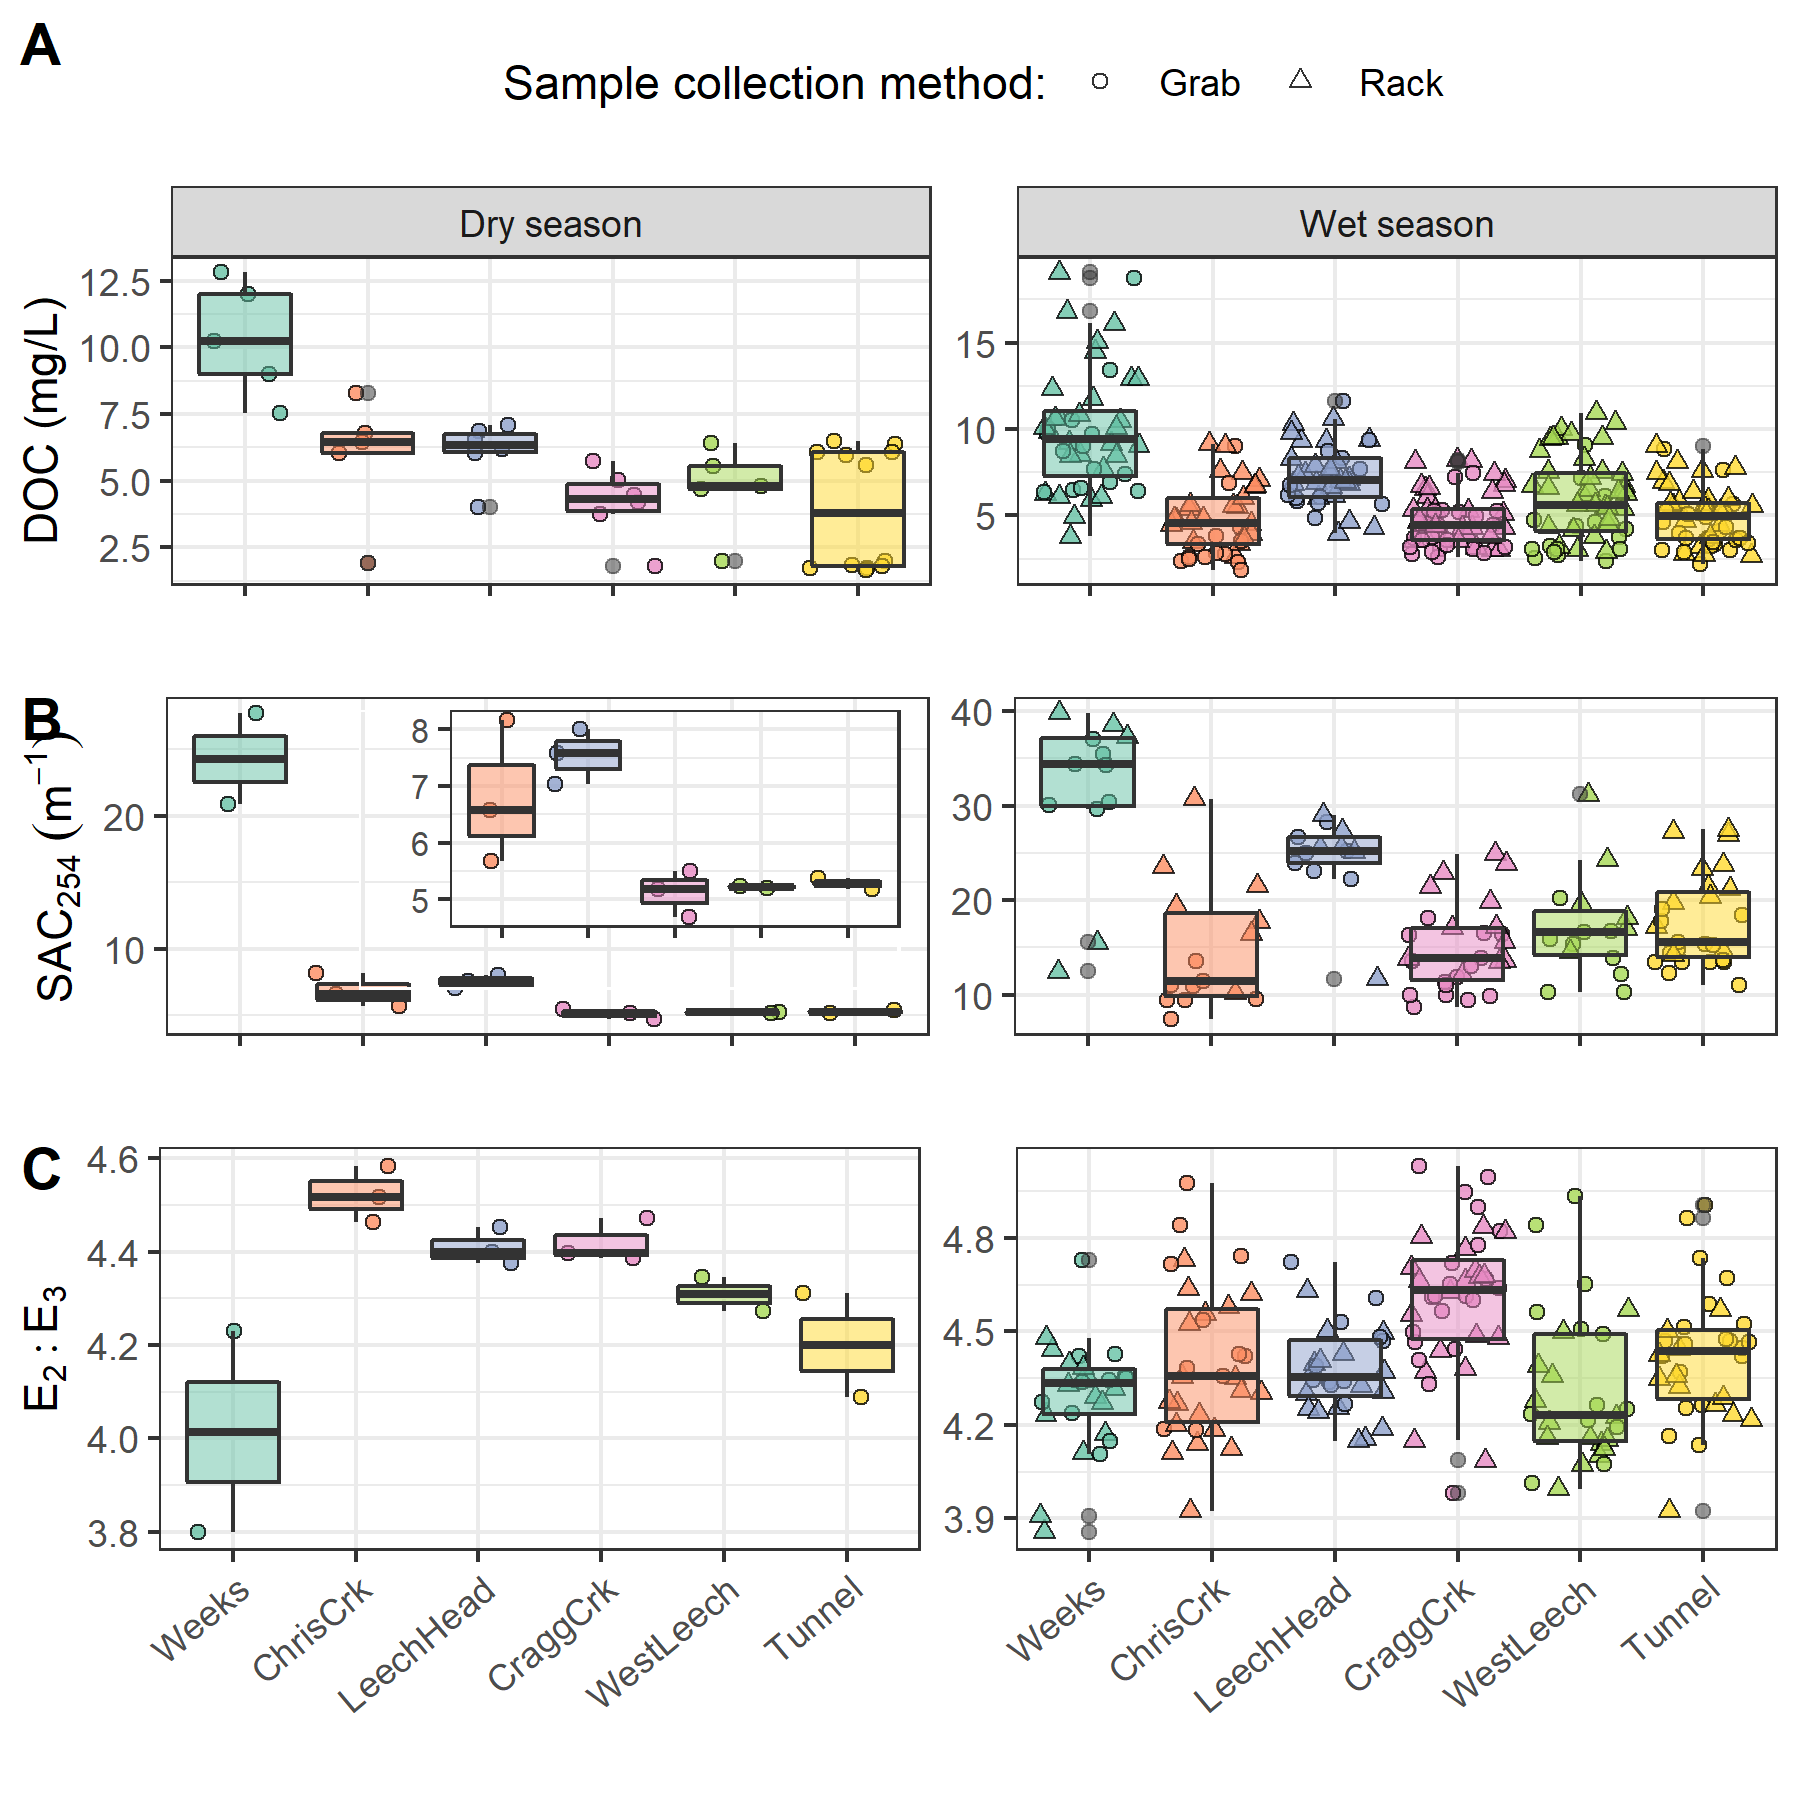 A
Sample collection method: Grab Rack
Dry season
Wet season
DOC (mg/L)
12.5
10.0
7.5
5.0
2.5
15
10
5
B
SAC254 (m−1)
20
10
8
7
6
5
40
30
20
10
C
E2 : E3
4.6
4.4
4.2
4.0
3.8
4.8
4.5
4.2
3.9
Weeks
ChrisCrk
LeechHead
CraggCrk
WestLeech
Tunnel
Weeks
ChrisCrk
LeechHead
CraggCrk
WestLeech
Tunnel